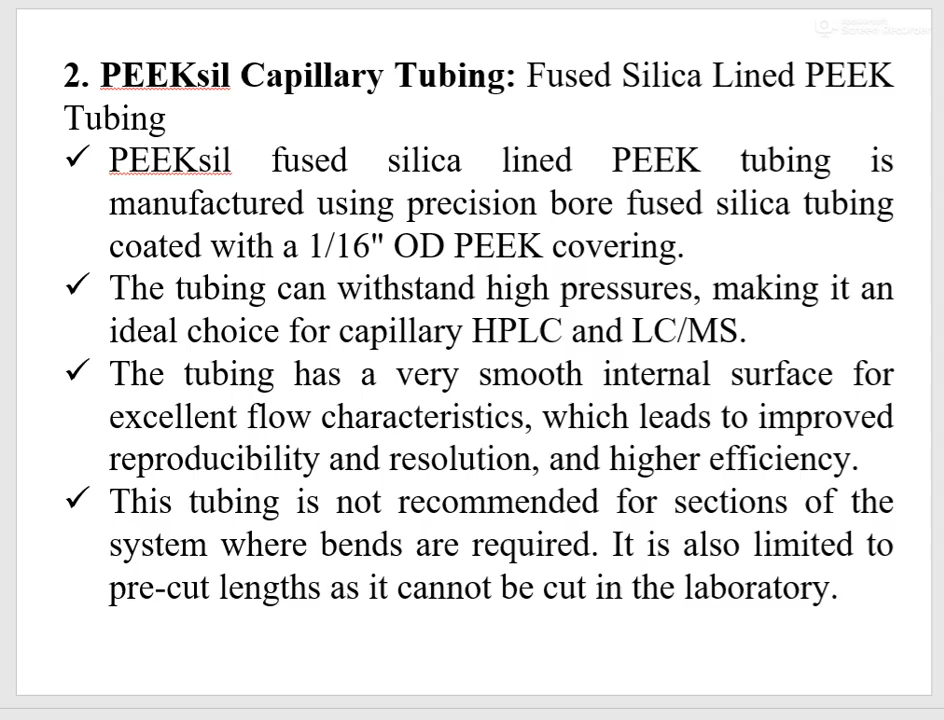 2. PEEKsil Capillary Tubing: Fused Silica Lined PEEK
Tubing
✓ PEEKsil fused silica lined PEEK tubing is
manufactured using precision bore fused silica tubing
coated with a 1/16" OD PEEK covering.
✓ The tubing can withstand high pressures, making it an
ideal choice for capillary HPLC and LC/MS.
✓ The tubing has a very smooth internal surface for
excellent flow characteristics, which leads to improved
reproducibility and resolution, and higher efficiency.
✓ This tubing is not recommended for sections of the
system where bends are required. It is also limited to
pre-cut lengths as it cannot be cut in the laboratory.